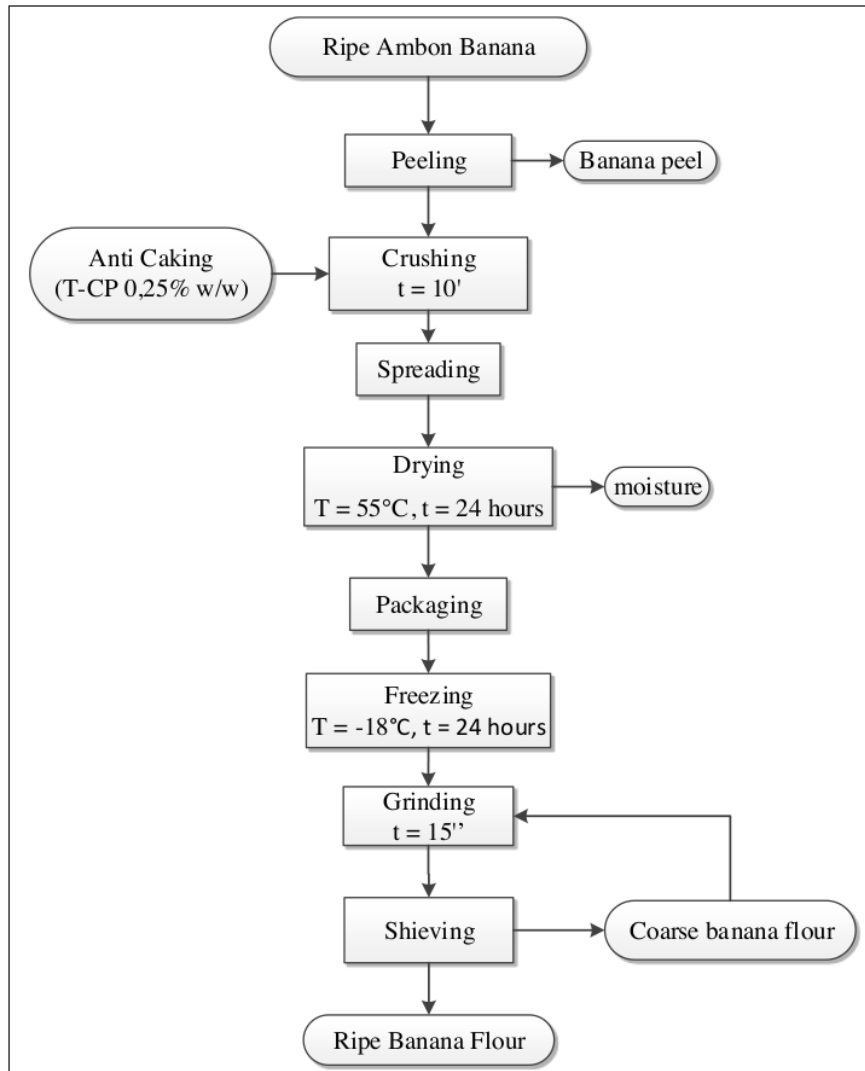 Ripe Ambon Banana
Peeling
Banana peel
Anti Caking
(T-CP 0,25% w/w)
Crushing
t = 10'
Spreading
Drying
T = 55°C, t = 24 hours
moisture
Packaging
Freezing
T = -18°C, t = 24 hours
Grinding
t = 15'’
Shieving
Coarse banana flour
Ripe Banana Flour